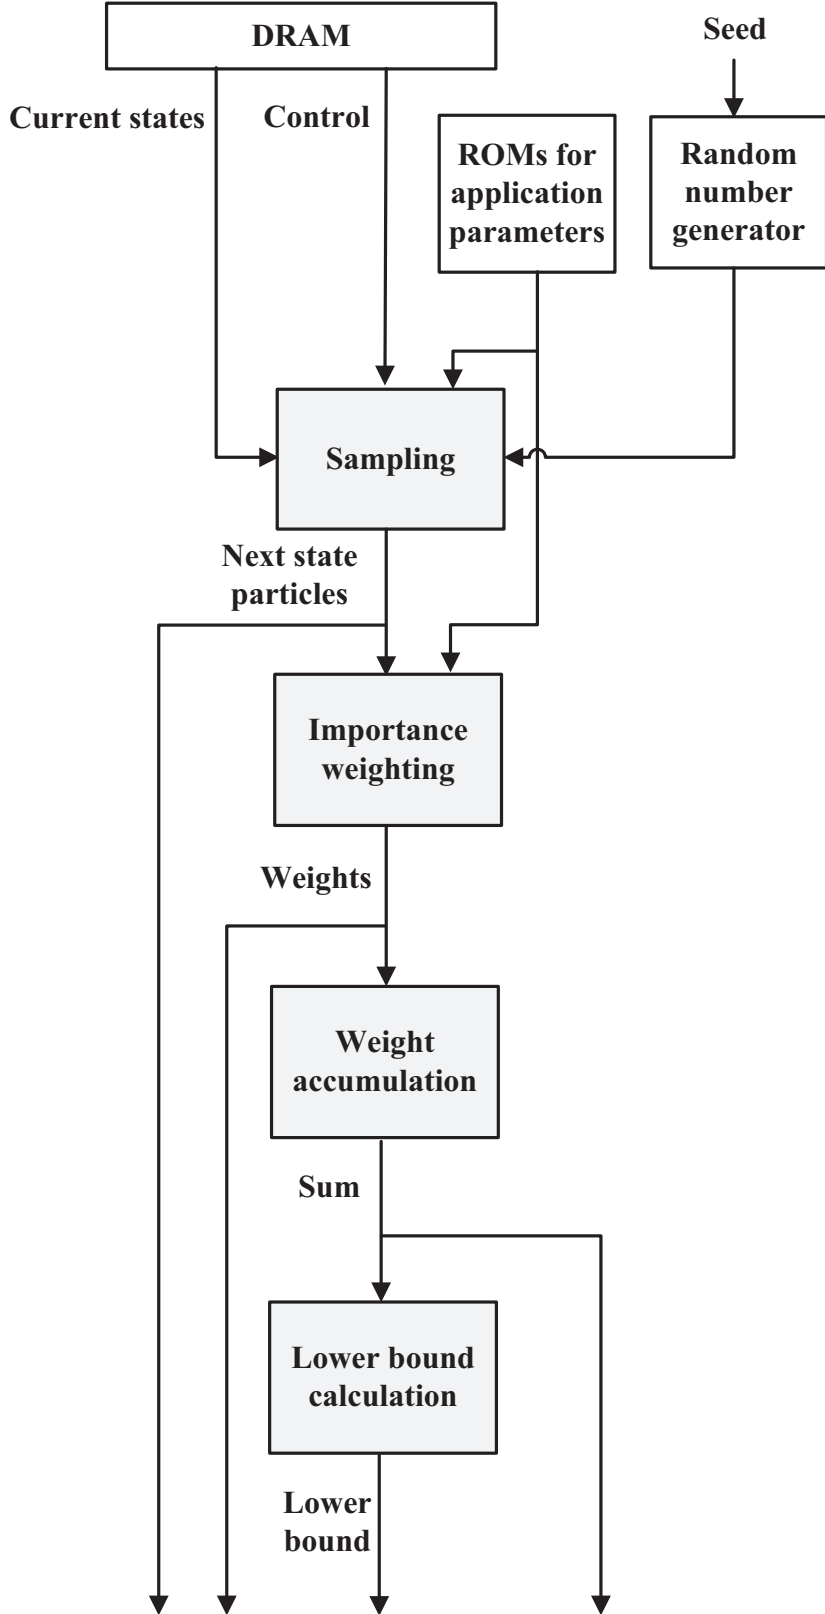 DRAM
Seed
Current states
Control
ROMs for
application
parameters
Random
number
generator
Sampling
Next state
particles
Importance
weighting
Weights
Weight
accumulation
Sum
Lower bound
calculation
Lower
bound